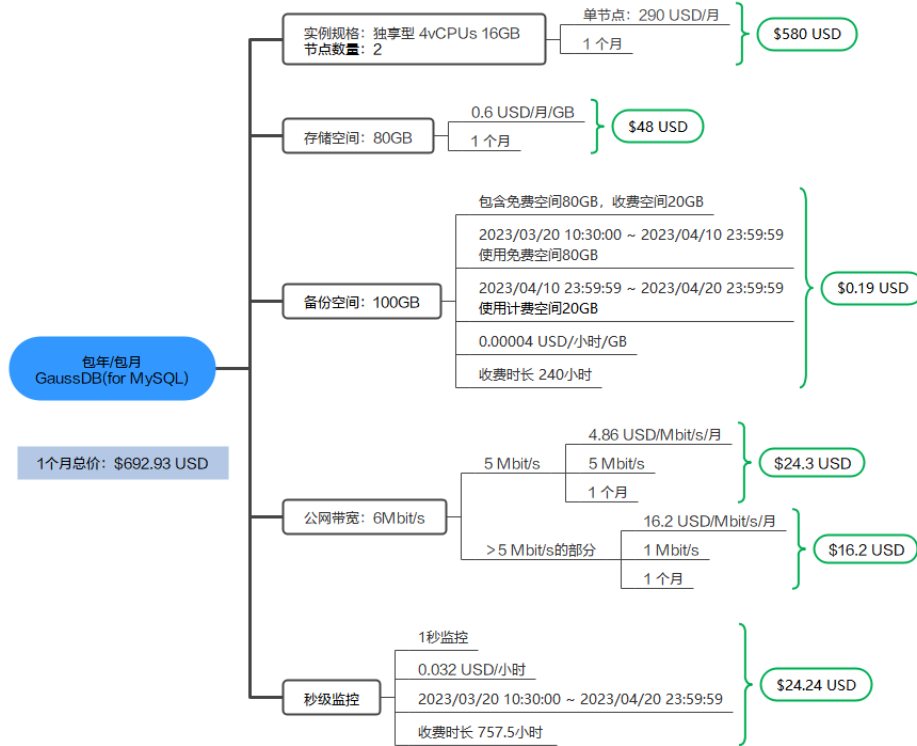 实例规格：独享型 4vCPUs 16GB
节点数量：2
单节点：290 USD/月
1 个月
$580 USD
存储空间：80GB
0.6 USD/月/GB
1 个月
$48 USD
备份空间：100GB
包含免费空间80GB，收费空间20GB
2023/03/20 10:30:00 ~ 2023/04/10 23:59:59
使用免费空间80GB
2023/04/10 23:59:59 ~ 2023/04/20 23:59:59
使用计费空间20GB
0.00004 USD/小时/GB
收费时长 240小时
$0.19 USD
包年/包月
GaussDB(for MySQL)
1个月总价：$692.93 USD
公网带宽：6Mbit/s
5 Mbit/s
4.86 USD/Mbit/s/月
5 Mbit/s
1 个月
$24.3 USD
＞5 Mbit/s的部分
16.2 USD/Mbit/s/月
1 Mbit/s
1 个月
$16.2 USD
秒级监控
1秒监控
0.032 USD/小时
2023/03/20 10:30:00 ~ 2023/04/20 23:59:59
收费时长 757.5小时
$24.24 USD